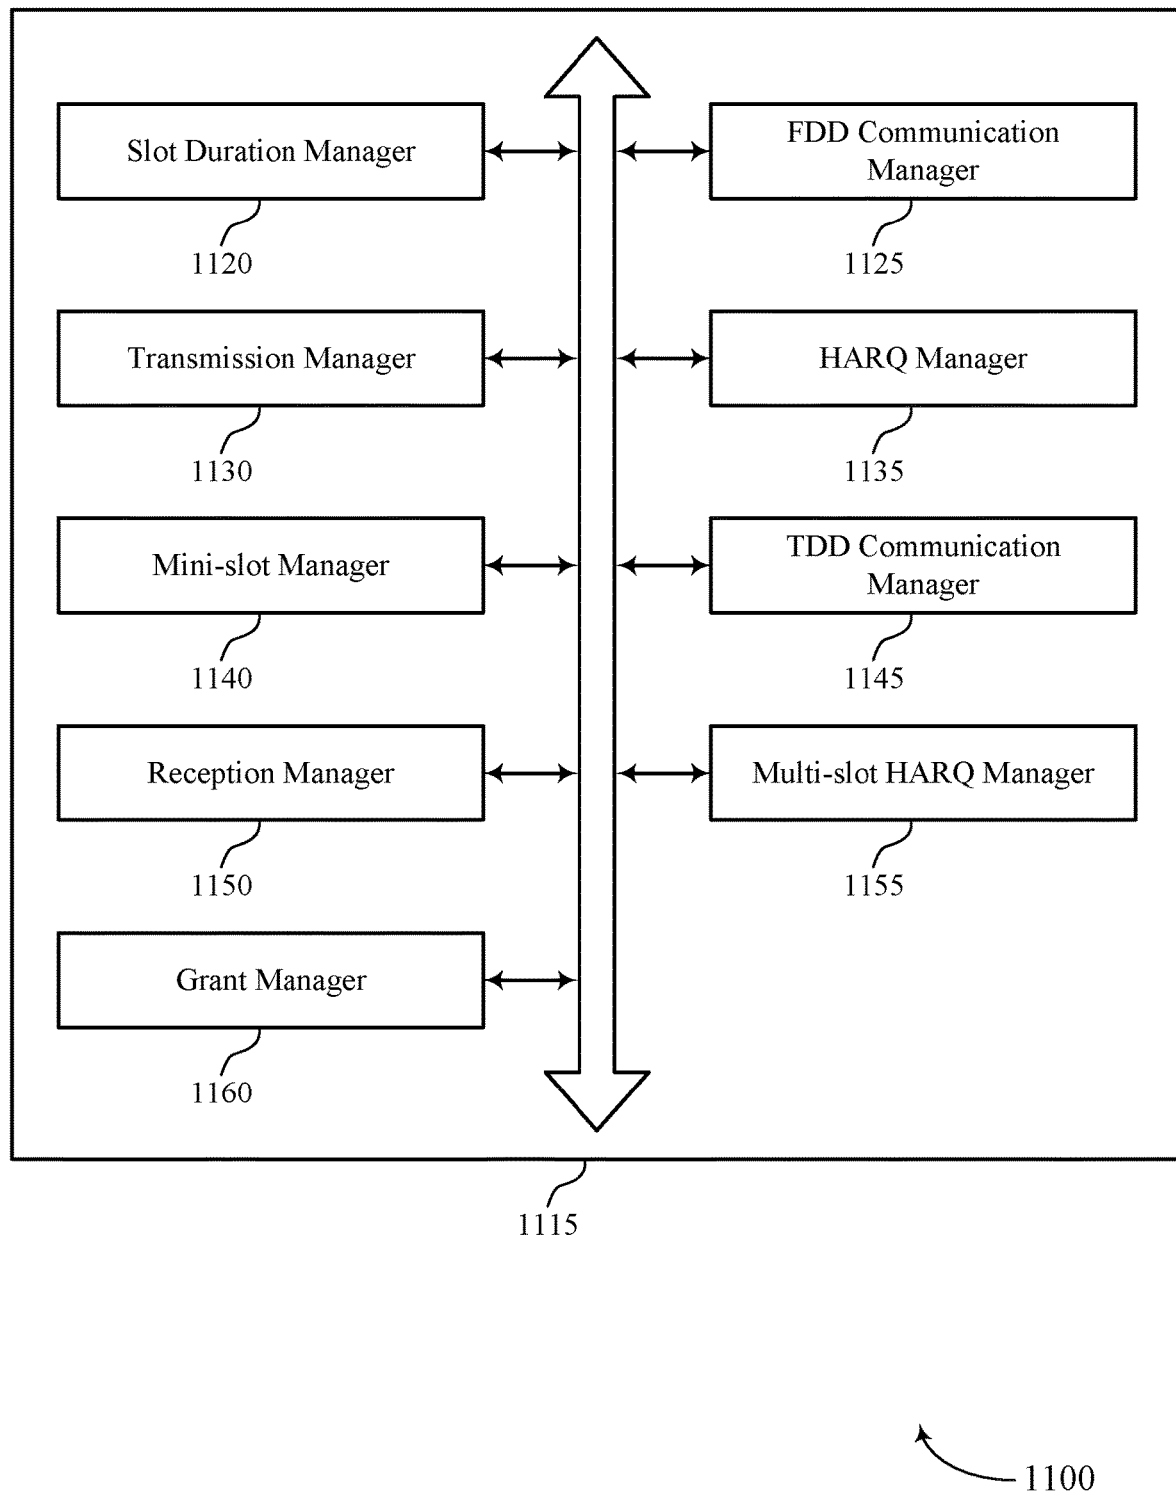 Slot Duration Manager
1120
FDD Communication
Manager
1125
Transmission Manager
1130
HARQ Manager
1135
Mini-slot Manager
1140
TDD Communication
Manager
1145
Reception Manager
1150
Multi-slot HARQ Manager
1155
Grant Manager
1160
1115
1100